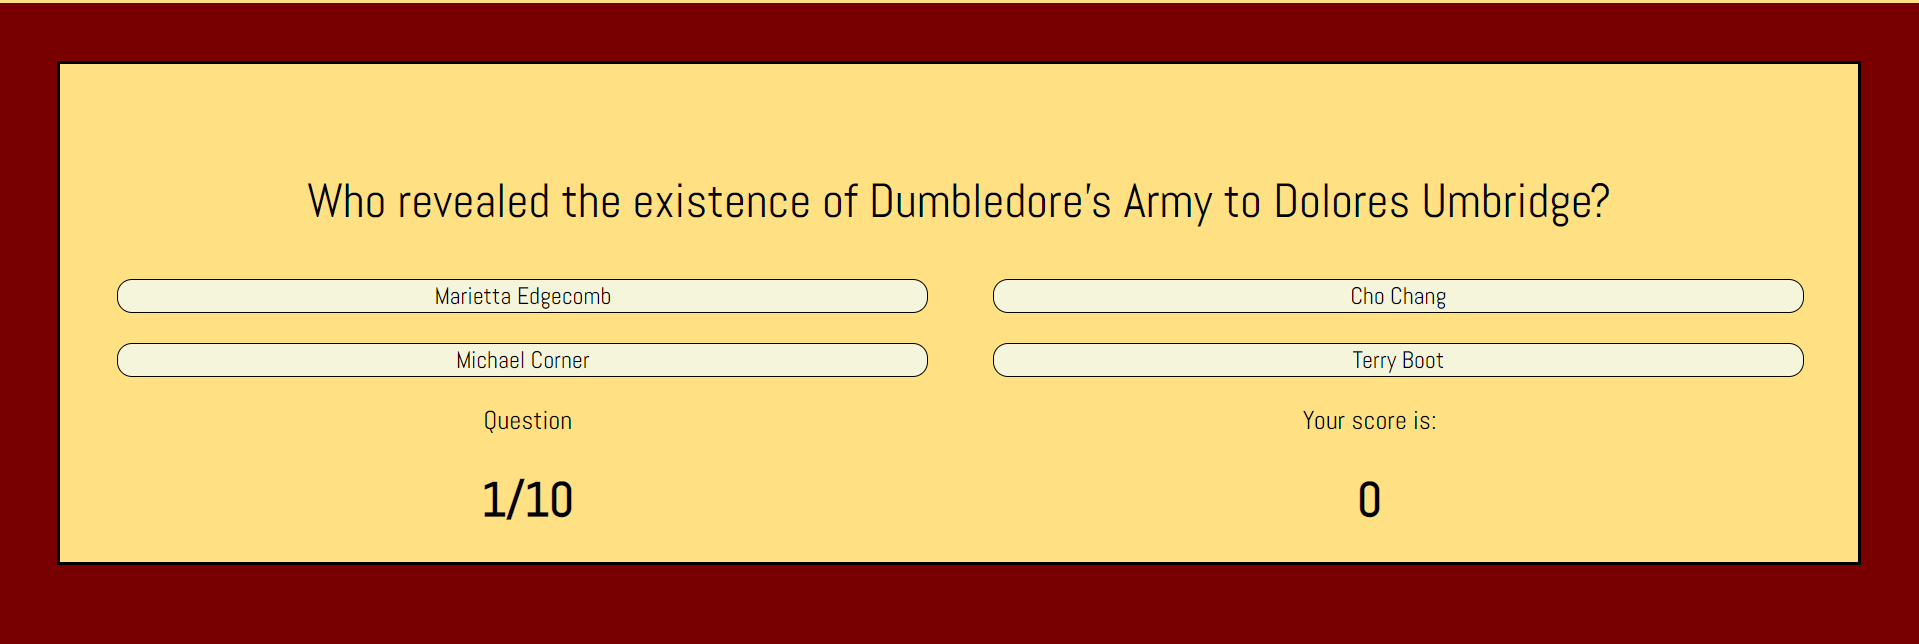 Who revealed the existence of Dumbledore's Army to Dolores Umbridge?
Marietta Edgecomb
Cho Chang
Michael Corner
Terry Boot
Question
Your score is:
1/10
0